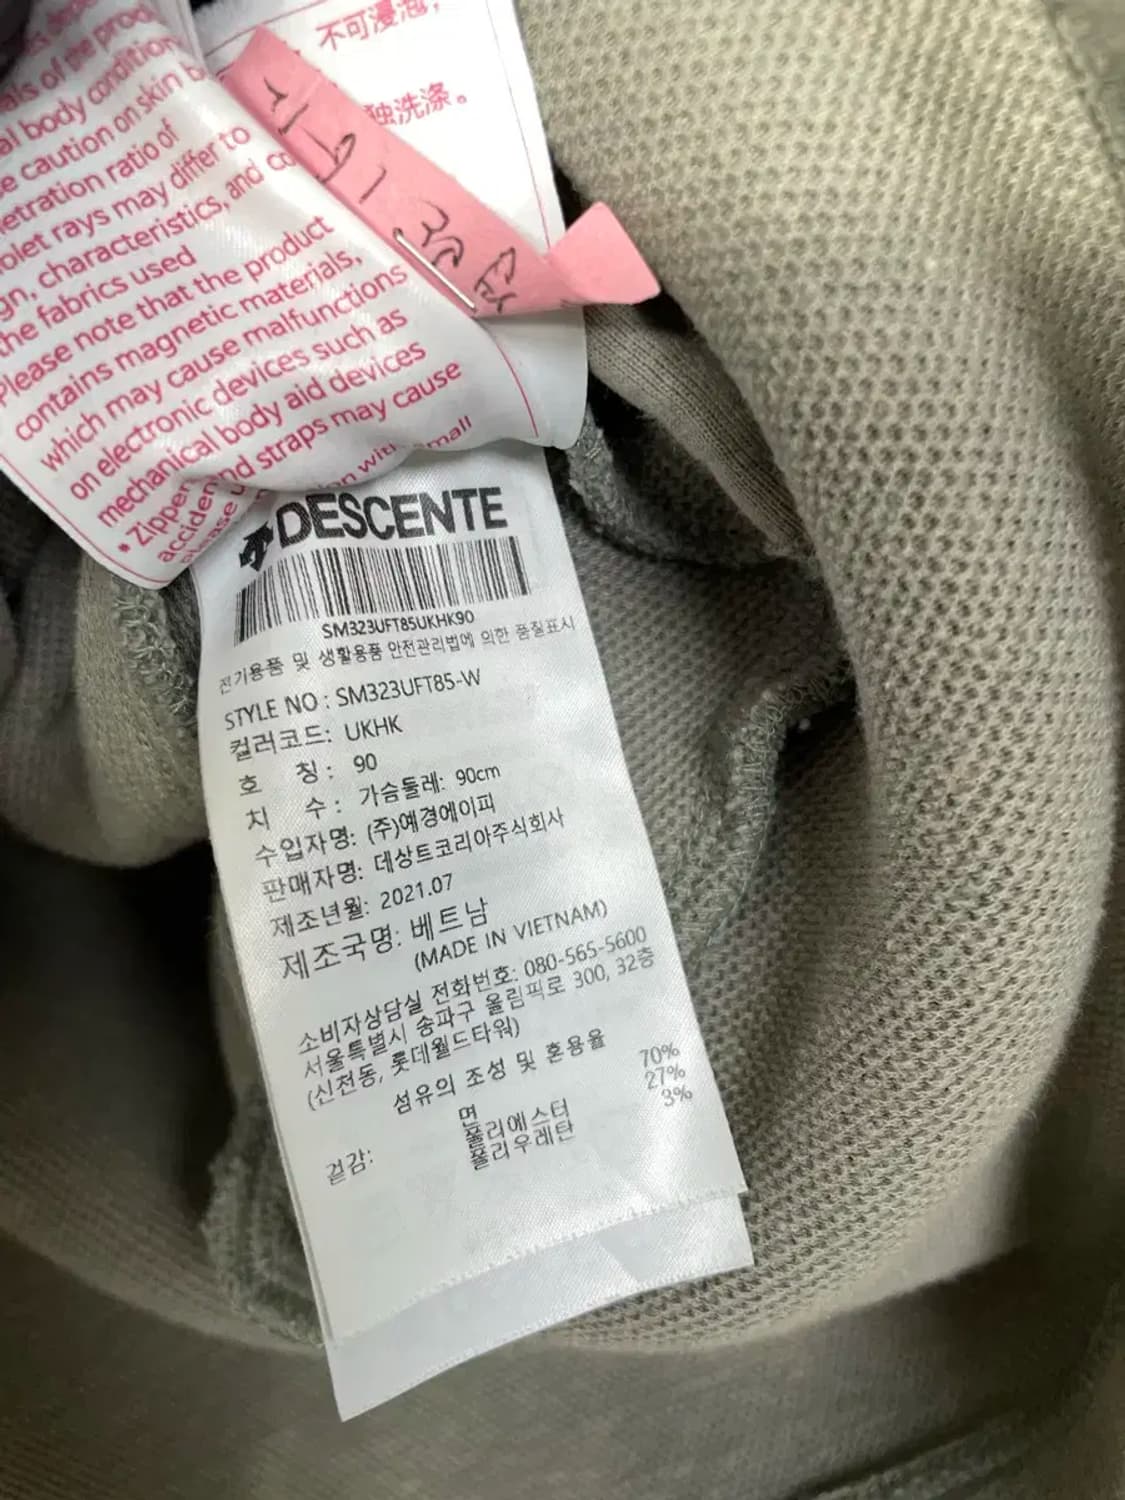 不可浸泡，
独洗涤。
als of the
al body condition
caution on skin
etration ratio of
rays may differ to
gn, characteristics, and
the fabrics used
Please note that the product
contains magnetic materials,
which may cause malfunctions
on electronic devices such as
mechanical body aid devices
straps may cause
small
DESCENTE
SM323UFT85UKHK90
전기용품 및 생활용품 안전관리법에 의한 품질표시
STYLE NO : SM323UFT85-W
컬러코드: UKHK
호 칭: 90
치 수: 가슴둘레: 90cm
수입자명: (주)예경에이피
판매자명: 데상트코리아주식회사
제조년월: 2021.07
제조국명: 베트남
(MADE IN VIETNAM)
소비자상담실 전화번호: 080-565-5600
서울특별시 송파구 올림픽로 300, 32층
(신천동, 롯데월드타워)
섬유의 조성 및 혼용율
겉감: 면 70%
폴리에스터 27%
폴리우레탄 3%